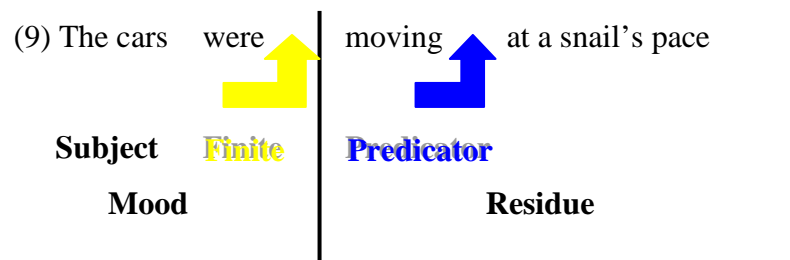 (9) The cars were moving at a snail's pace
Subject Finite Predicator
Mood Residue